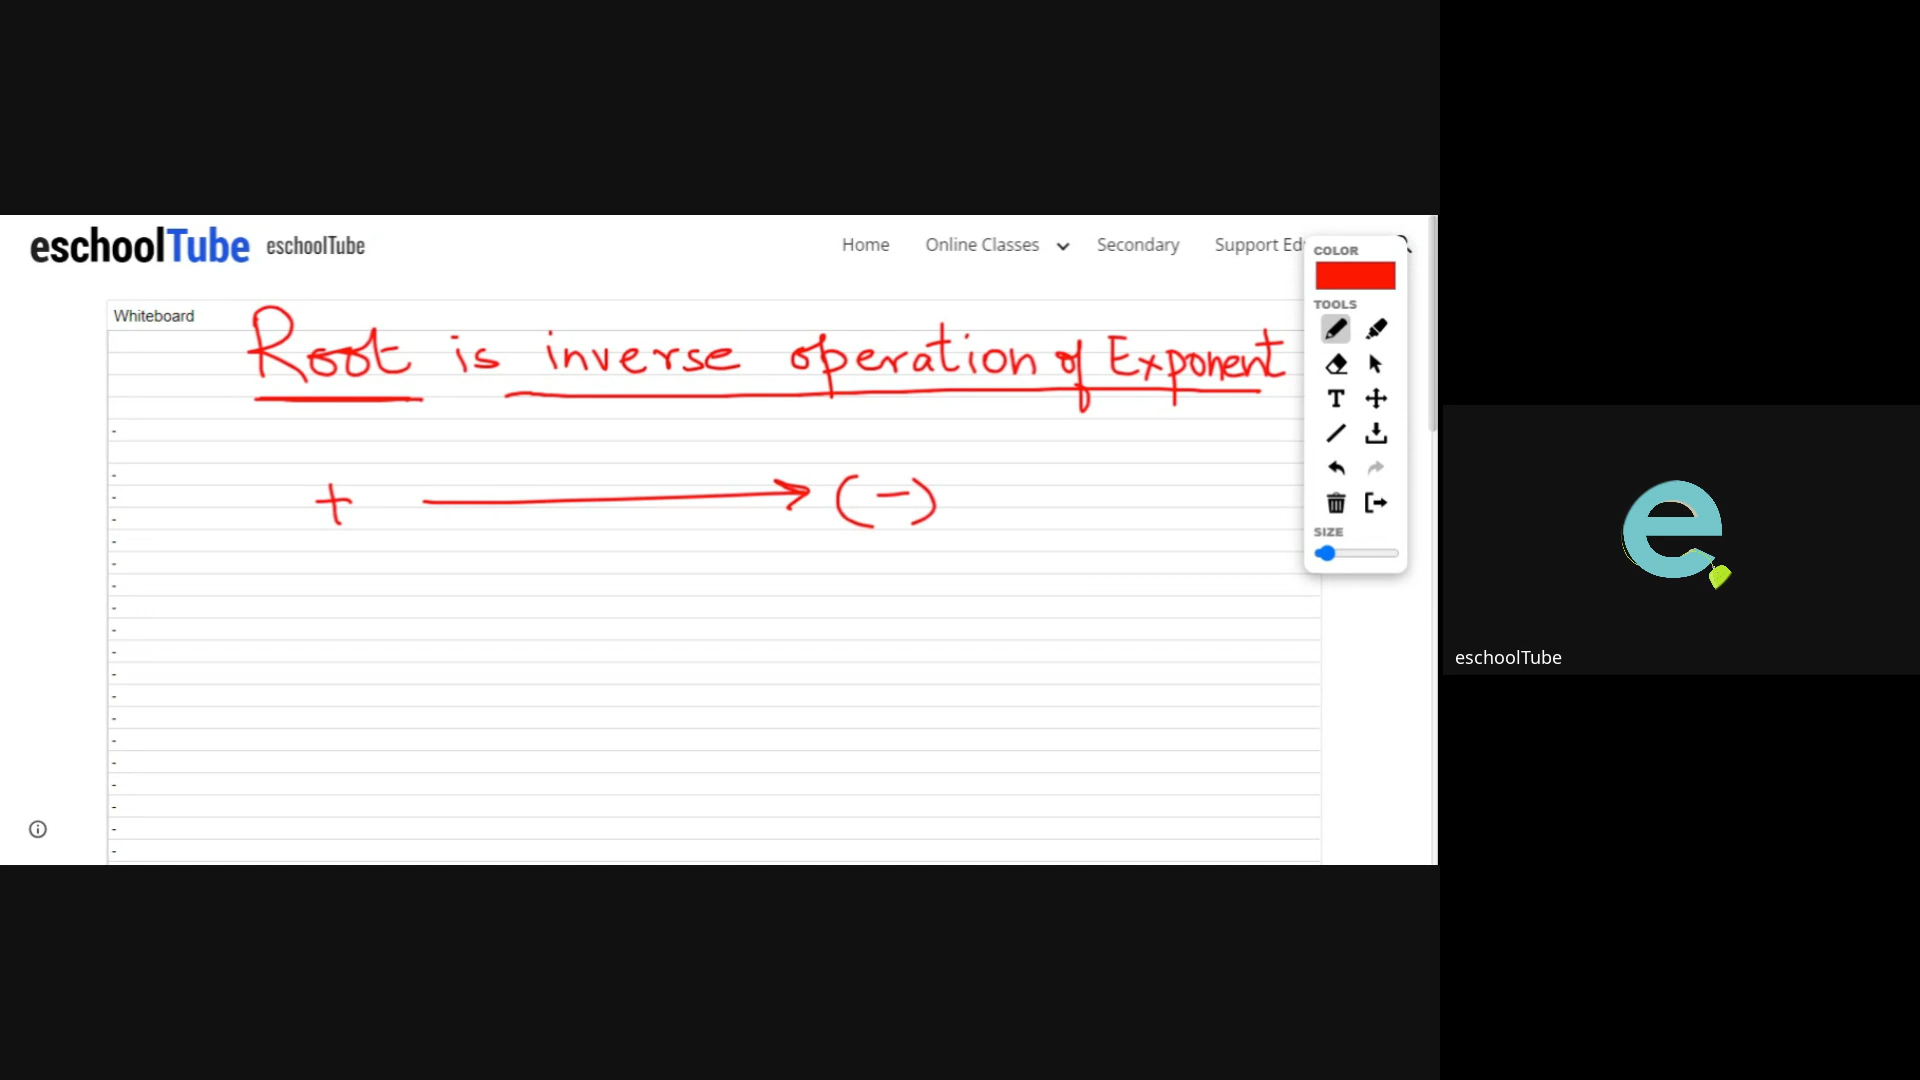 eschoolTube eschoolTube Home Online Classes Secondary Support Ed
COLOR
TOOLS
Whiteboard
Root is inverse operation of Exponent
+ (-)
T
SIZE
e
eschoolTube